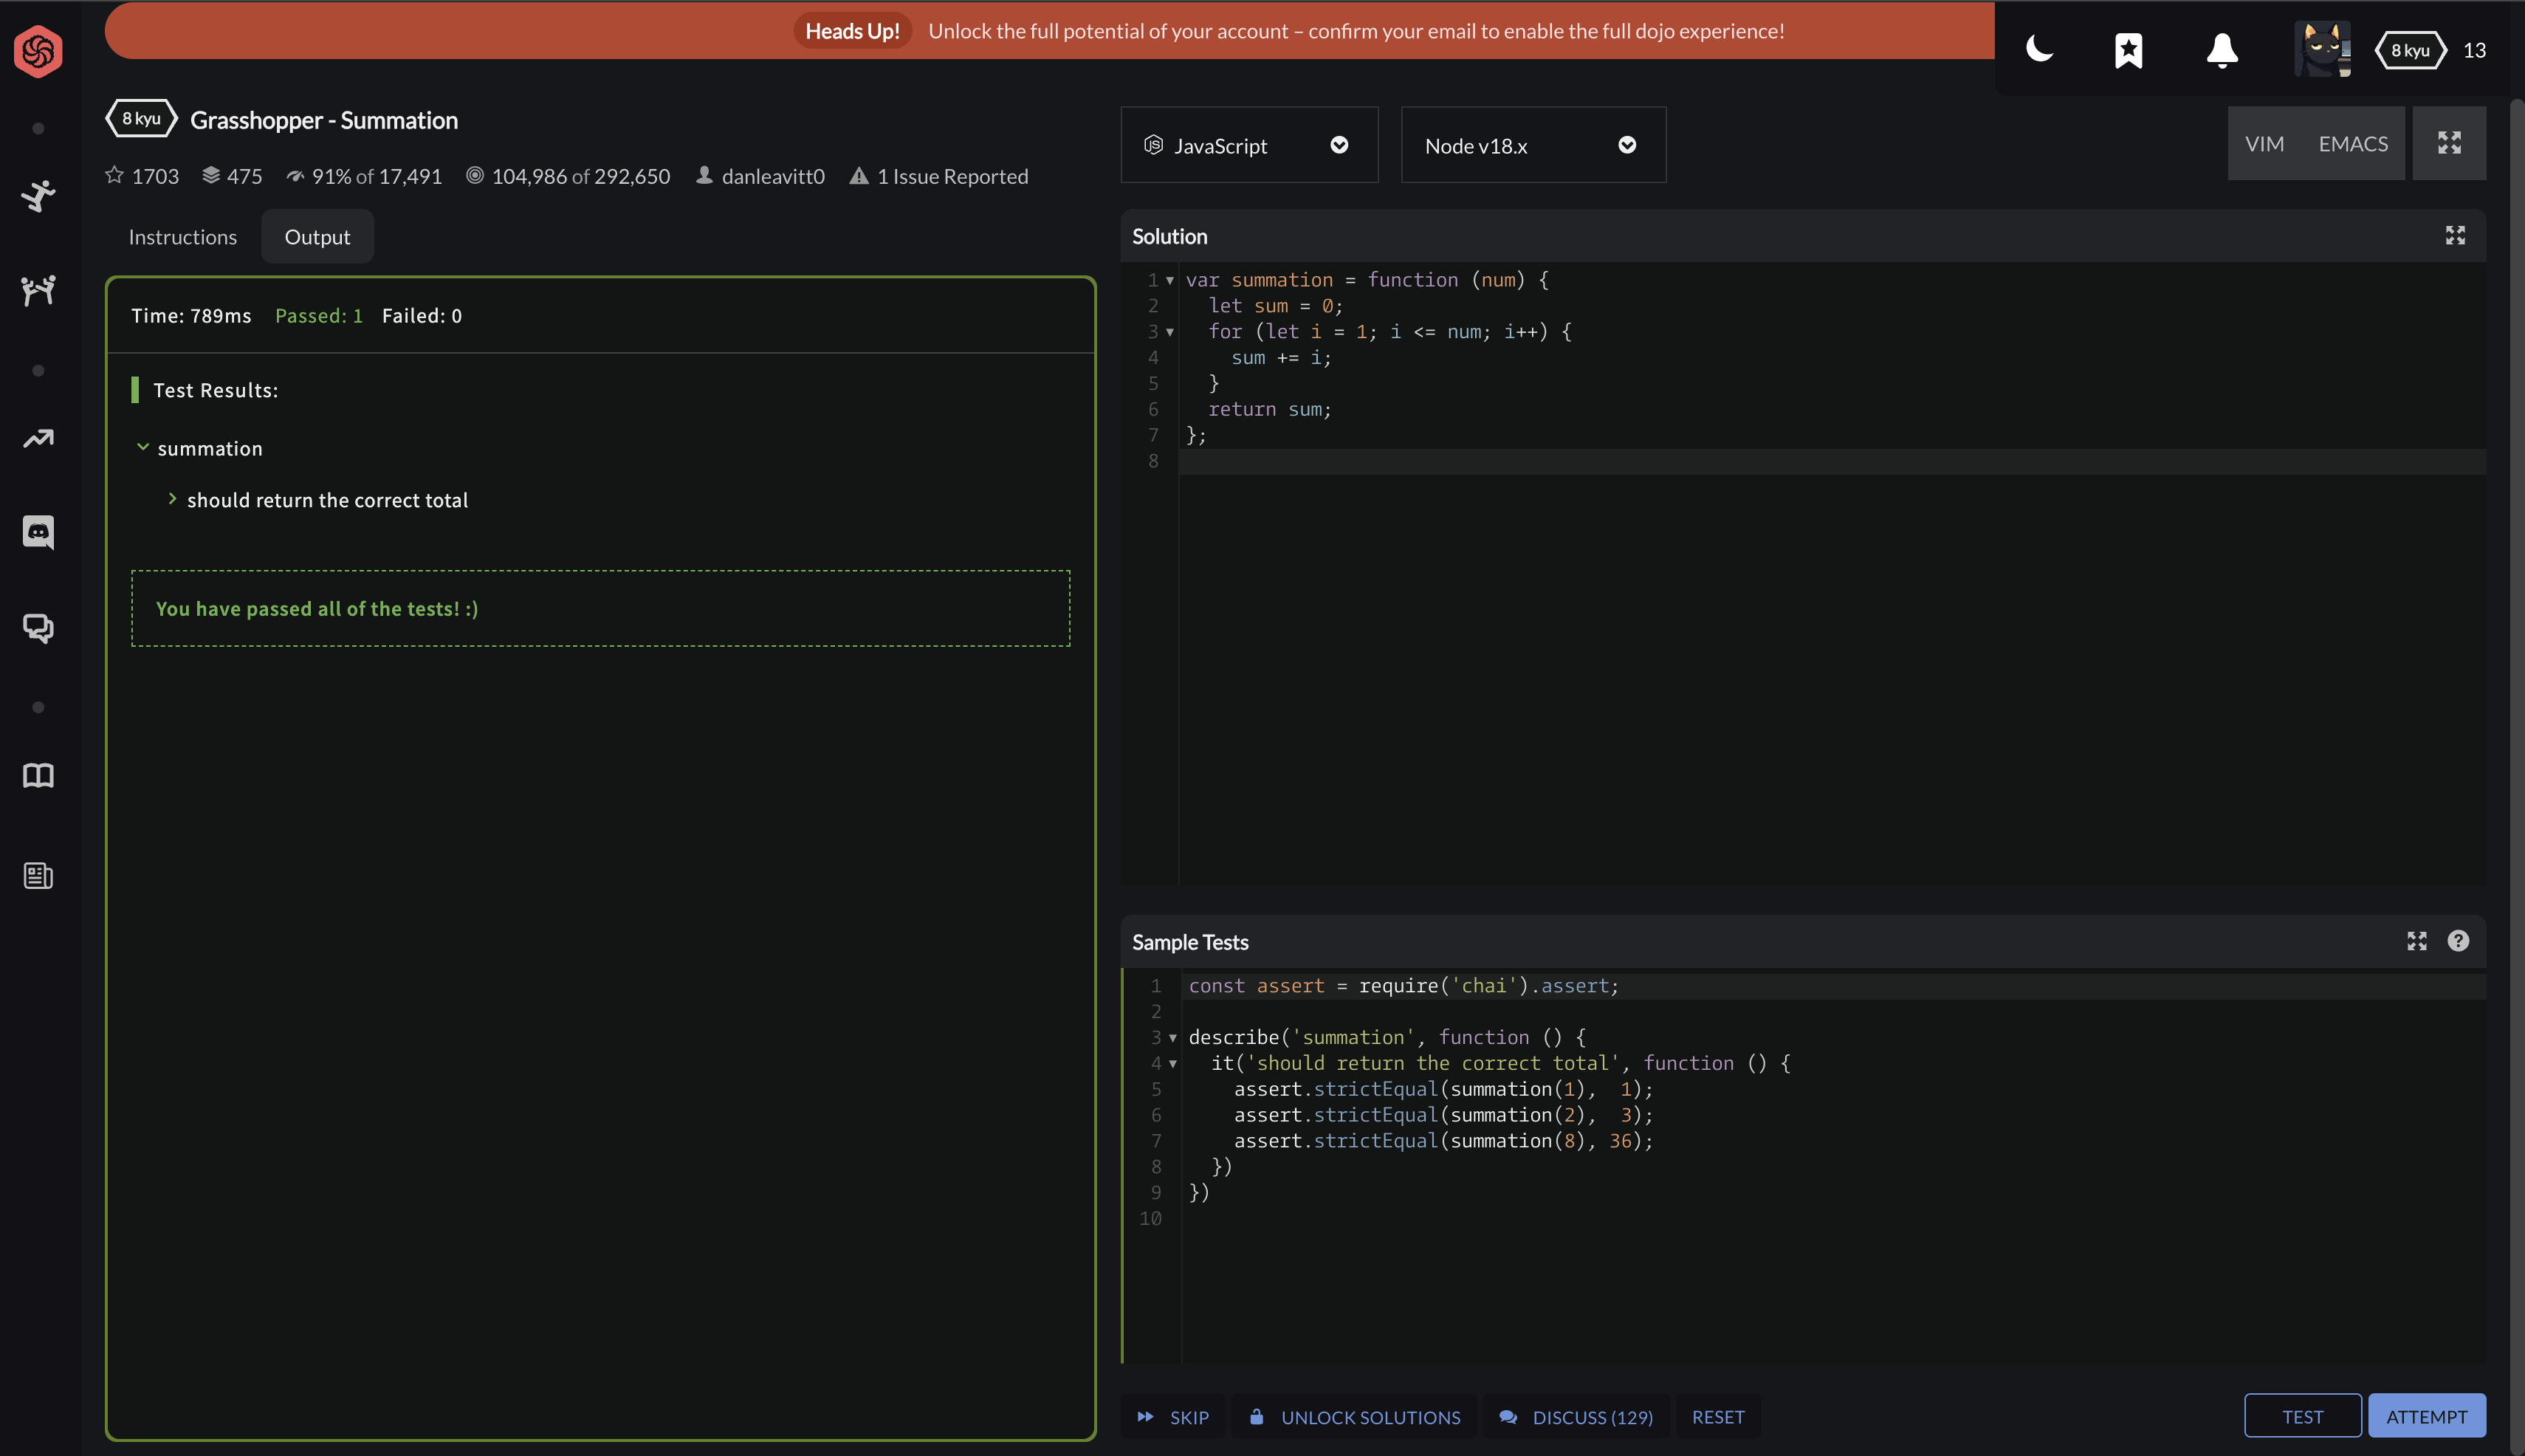 Heads Up! Unlock the full potential of your account – confirm your email to enable the full dojo experience!
8 kyu 13
8 kyu Grasshopper - Summation
1703 475 91% of 17,491 104,986 of 292,650 danleavitt0 1 Issue Reported
Instructions Output
Time: 789ms Passed: 1 Failed: 0
Test Results:
summation
should return the correct total
You have passed all of the tests! :)
JS JavaScript Node v18.x VIM EMACS
Solution
1 var summation = function (num) {
2   let sum = 0;
3   for (let i = 1; i <= num; i++) {
4     sum += i;
5   }
6   return sum;
7 };
8
Sample Tests
1 const assert = require('chai').assert;
2
3 describe('summation', function () {
4   it('should return the correct total', function () {
5     assert.strictEqual(summation(1),  1);
6     assert.strictEqual(summation(2),  3);
7     assert.strictEqual(summation(8), 36);
8   })
9 })
10
SKIP UNLOCK SOLUTIONS DISCUSS (129) RESET TEST ATTEMPT